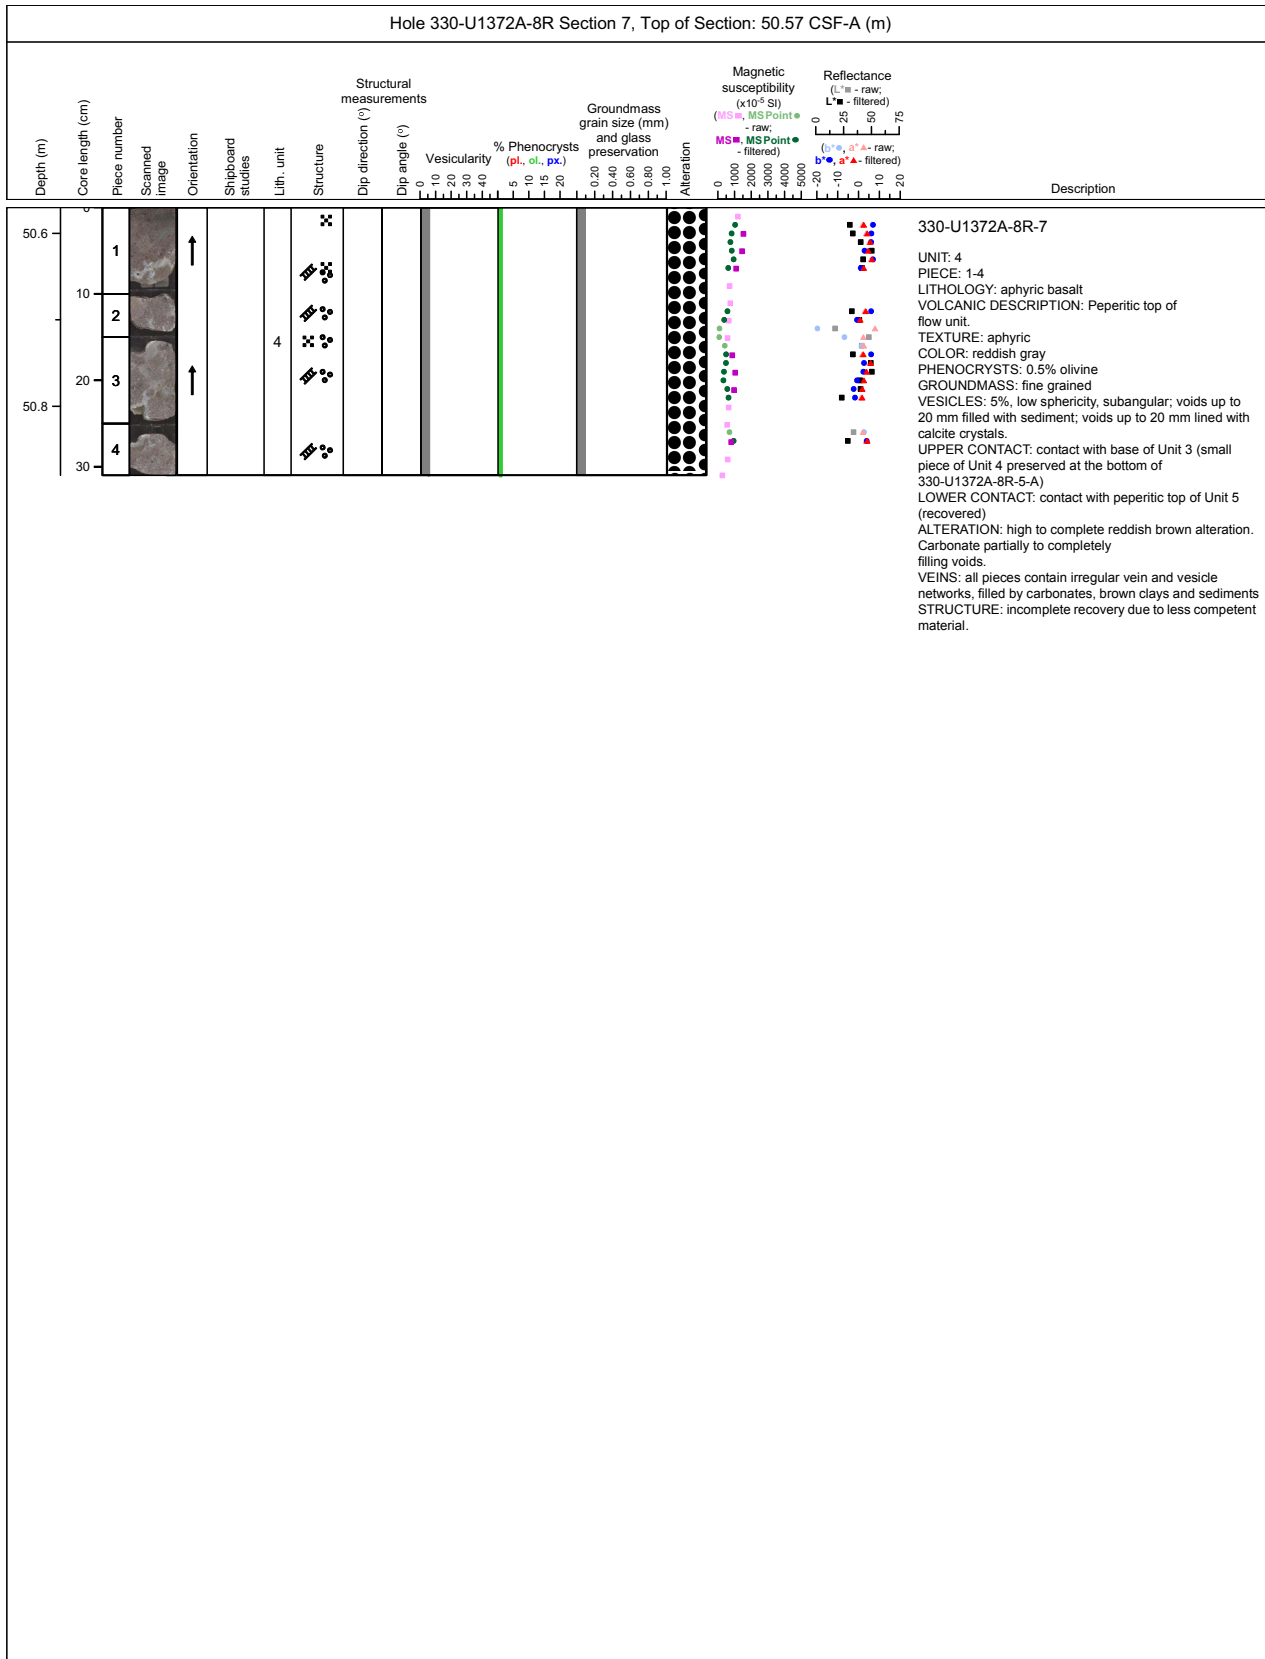 Hole 330-U1372A-8R Section 7, Top of Section: 50.57 CSF-A (m)
Depth (m)
Core length (cm)
Piece number
Scanned
image
Orientation
Shipboard
studies
Lith. unit
Structure
Structural
measurements
Dip direction (º)
Dip angle (º)
Vesicularity
0 10 20 30 40
% Phenocrysts
(pl., ol., px.)
5 10 15 20
Groundmass
grain size (mm)
and glass
preservation
0.20 0.40 0.60 0.80 1.00
Alteration
Magnetic
susceptibility
(x10⁻⁵ SI)
(MS■, MSPoint●
- raw;
MS■, MSPoint●
- filtered)
0 1000 2000 3000 4000 5000
Reflectance
(L*■ - raw;
L*■ - filtered)
0 25 50 75
(b*●, a*▲- raw;
b*●, a*▲- filtered)
-20 -10 0 10 20
Description
0
50.6
1
10
2
4
3
20
50.8
4
30
330-U1372A-8R-7
UNIT: 4
PIECE: 1-4
LITHOLOGY: aphyric basalt
VOLCANIC DESCRIPTION: Peperitic top of
flow unit.
TEXTURE: aphyric
COLOR: reddish gray
PHENOCRYSTS: 0.5% olivine
GROUNDMASS: fine grained
VESICLES: 5%, low sphericity, subangular; voids up to
20 mm filled with sediment; voids up to 20 mm lined with
calcite crystals.
UPPER CONTACT: contact with base of Unit 3 (small
piece of Unit 4 preserved at the bottom of
330-U1372A-8R-5-A)
LOWER CONTACT: contact with peperitic top of Unit 5
(recovered)
ALTERATION: high to complete reddish brown alteration.
Carbonate partially to completely
filling voids.
VEINS: all pieces contain irregular vein and vesicle
networks, filled by carbonates, brown clays and sediments
STRUCTURE: incomplete recovery due to less competent
material.